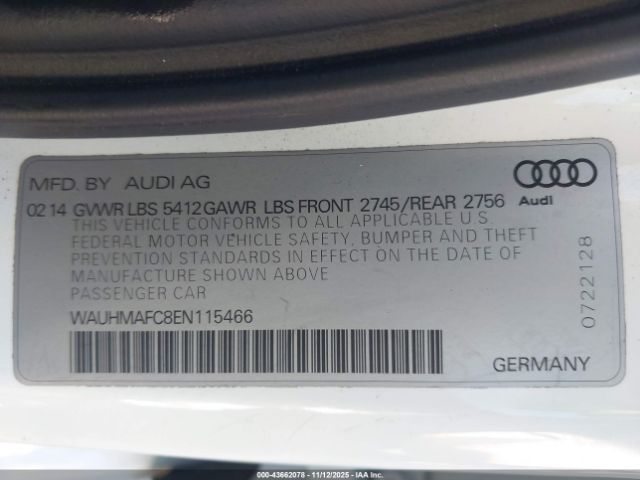 MFD. BY AUDI AG
Audi
02 14 GVWR LBS 5412 GAWR LBS FRONT 2745/REAR 2756
THIS VEHICLE CONFORMS TO ALL APPLICABLE U.S.
FEDERAL MOTOR VEHICLE SAFETY, BUMPER AND THEFT
PREVENTION STANDARDS IN EFFECT ON THE DATE OF
MANUFACTURE SHOWN ABOVE
PASSENGER CAR
WAUHMAFC8EN115466
0722128
GERMANY
000-43662078 - 11/12/2025 - IAA Inc.